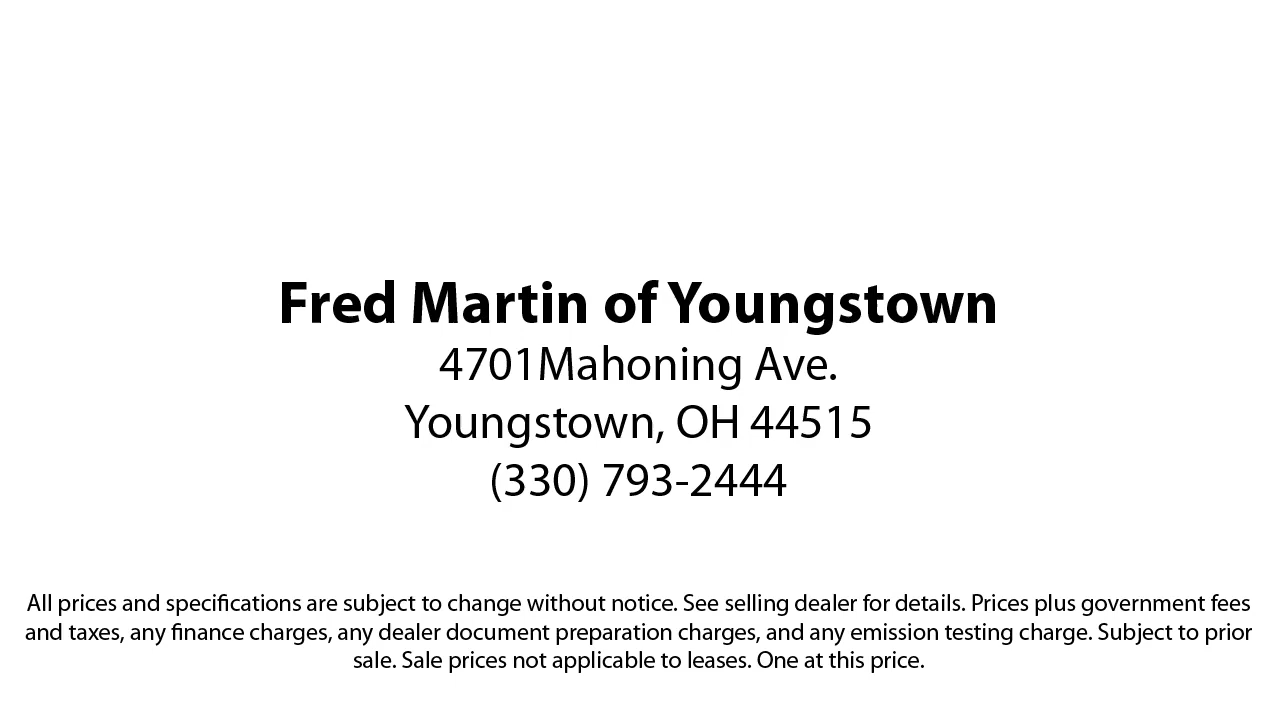 Fred Martin of Youngstown
4701Mahoning Ave.
Youngstown, OH 44515
(330) 793-2444
All prices and specifications are subject to change without notice. See selling dealer for details. Prices plus government fees
and taxes, any finance charges, any dealer document preparation charges, and any emission testing charge. Subject to prior
sale. Sale prices not applicable to leases. One at this price.